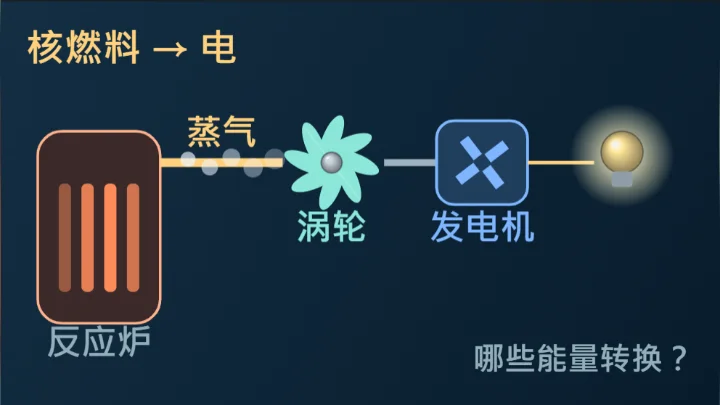 核燃料 → 电
蒸气
涡轮
发电机
反应炉
哪些能量转换？